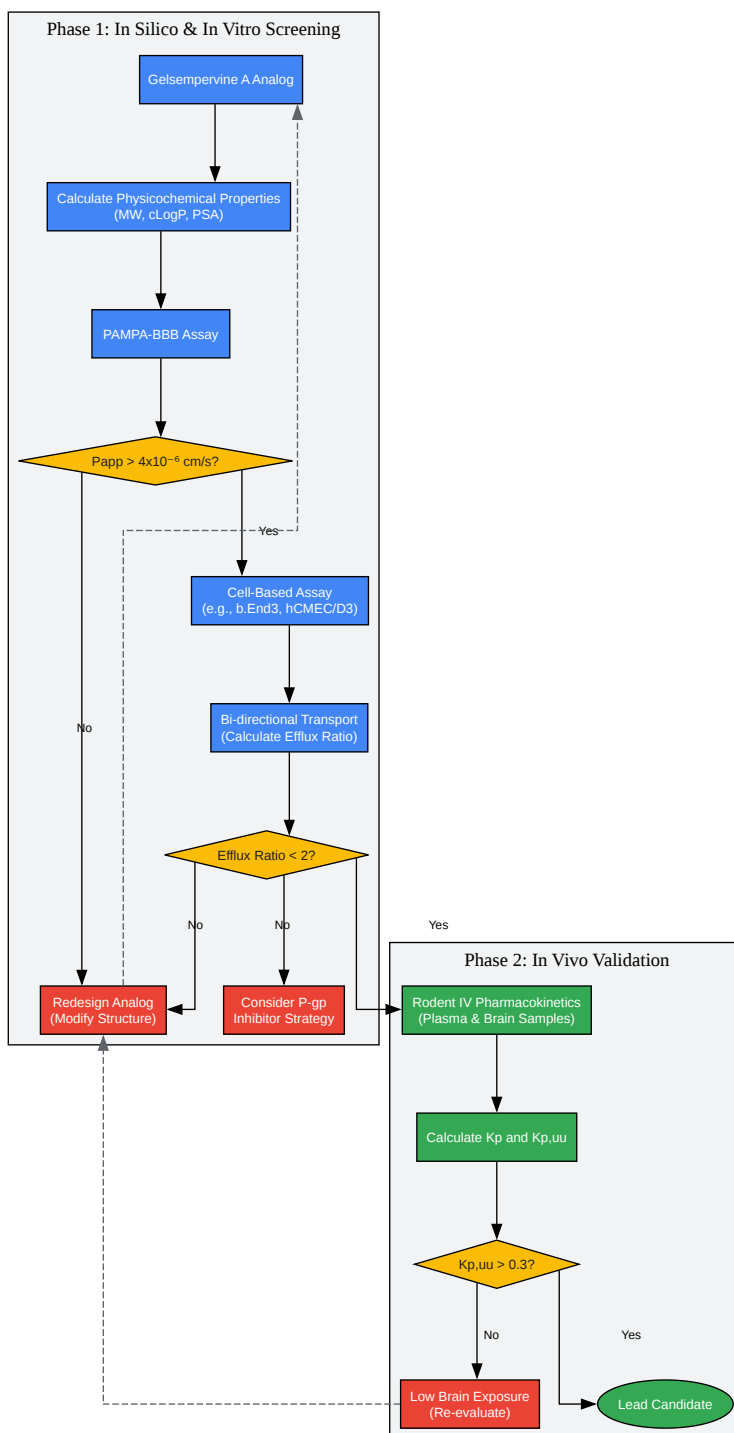 Phase 1: In Silico & In Vitro Screening
Gelsempervine A Analog
Calculate Physicochemical Properties
(MW, cLogP, PSA)
PAMPA-BBB Assay
Papp > 4x10⁻⁶ cm/s?
Yes
Cell-Based Assay
(e.g., b.End3, hCMEC/D3)
No
Bi-directional Transport
(Calculate Efflux Ratio)
Efflux Ratio < 2?
No
No
Yes
Redesign Analog
(Modify Structure)
Consider P-gp
Inhibitor Strategy
Phase 2: In Vivo Validation
Rodent IV Pharmacokinetics
(Plasma & Brain Samples)
Calculate Kp and Kp,uu
Kp,uu > 0.3?
No
Yes
Low Brain Exposure
(Re-evaluate)
Lead Candidate